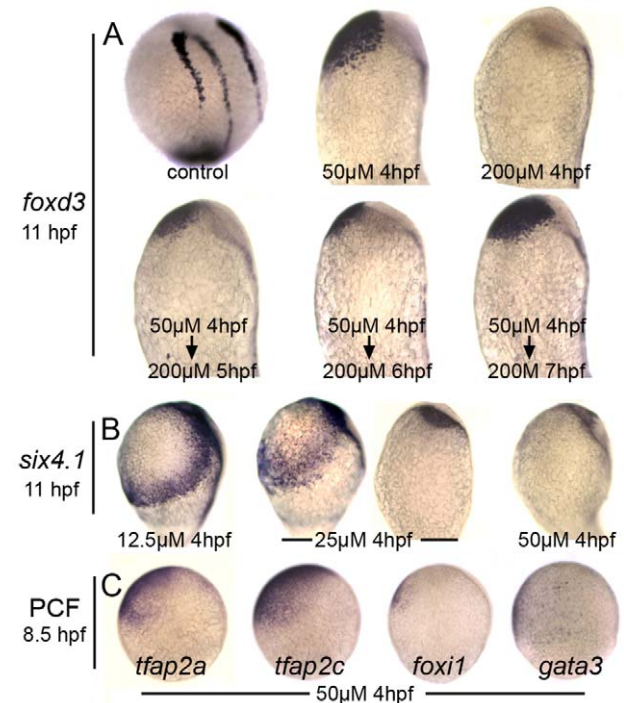 A
foxd3
11 hpf
control
50µM 4hpf
200µM 4hpf
50µM 4hpf
200µM 5hpf
50µM 4hpf
200µM 6hpf
50µM 4hpf
200M 7hpf
B
six4.1
11 hpf
12.5µM 4hpf
25µM 4hpf
50µM 4hpf
C
PCF
8.5 hpf
tfap2a
tfap2c
foxi1
gata3
50µM 4hpf